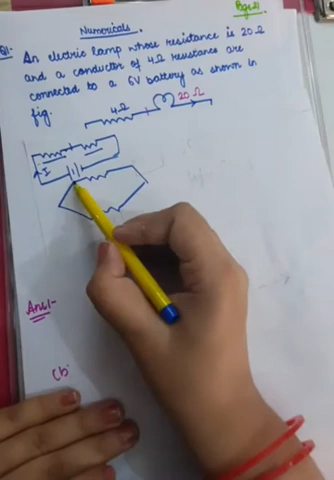 Page 21
Numericals.
Q1- An electric lamp whose resistance is 20 Ω
and a conductor of 4Ω resistance are
connected to a 6V battery as shown in
fig.
4Ω
20 Ω
I
Ans:-
(b)